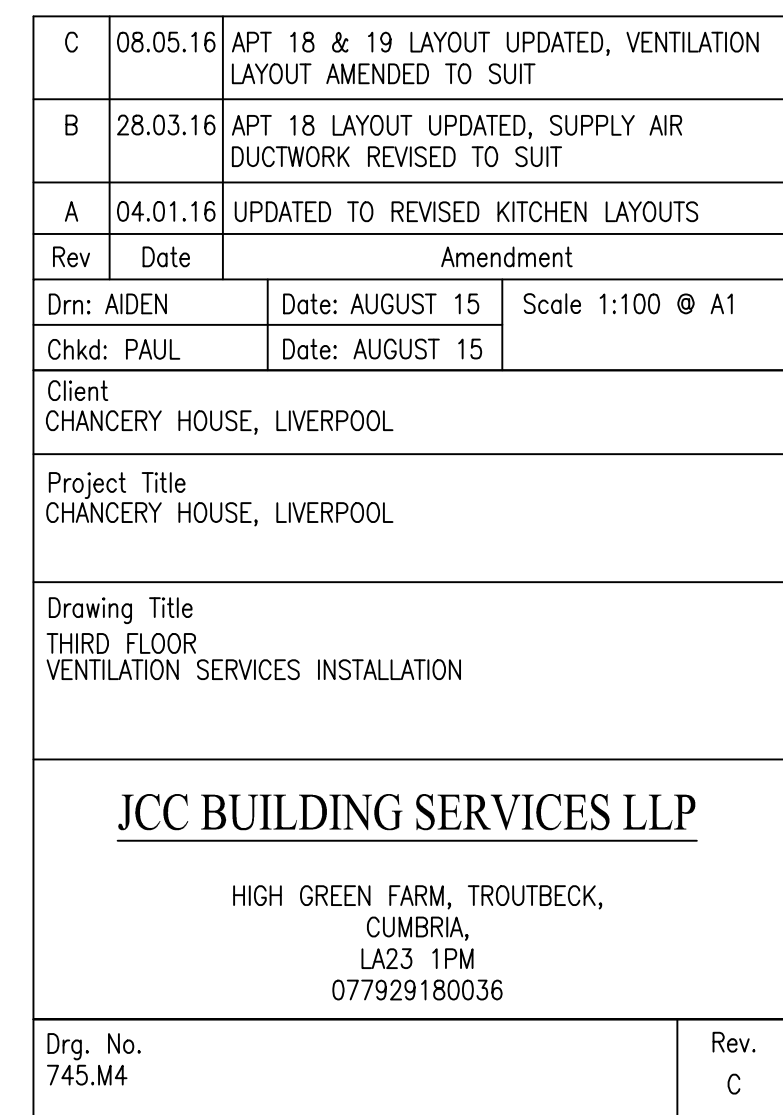 C 08.05.16 APT 18 & 19 LAYOUT UPDATED, VENTILATION
LAYOUT AMENDED TO SUIT
B 28.03.16 APT 18 LAYOUT UPDATED, SUPPLY AIR
DUCTWORK REVISED TO SUIT
A 04.01.16 UPDATED TO REVISED KITCHEN LAYOUTS
Rev Date Amendment
Drn: AIDEN Date: AUGUST 15 Scale 1:100 @ A1
Chkd: PAUL Date: AUGUST 15
Client
CHANCERY HOUSE, LIVERPOOL
Project Title
CHANCERY HOUSE, LIVERPOOL
Drawing Title
THIRD FLOOR
VENTILATION SERVICES INSTALLATION
JCC BUILDING SERVICES LLP
HIGH GREEN FARM, TROUTBECK,
CUMBRIA,
LA23 1PM
077929180036
Drg. No. Rev.
745.M4 C